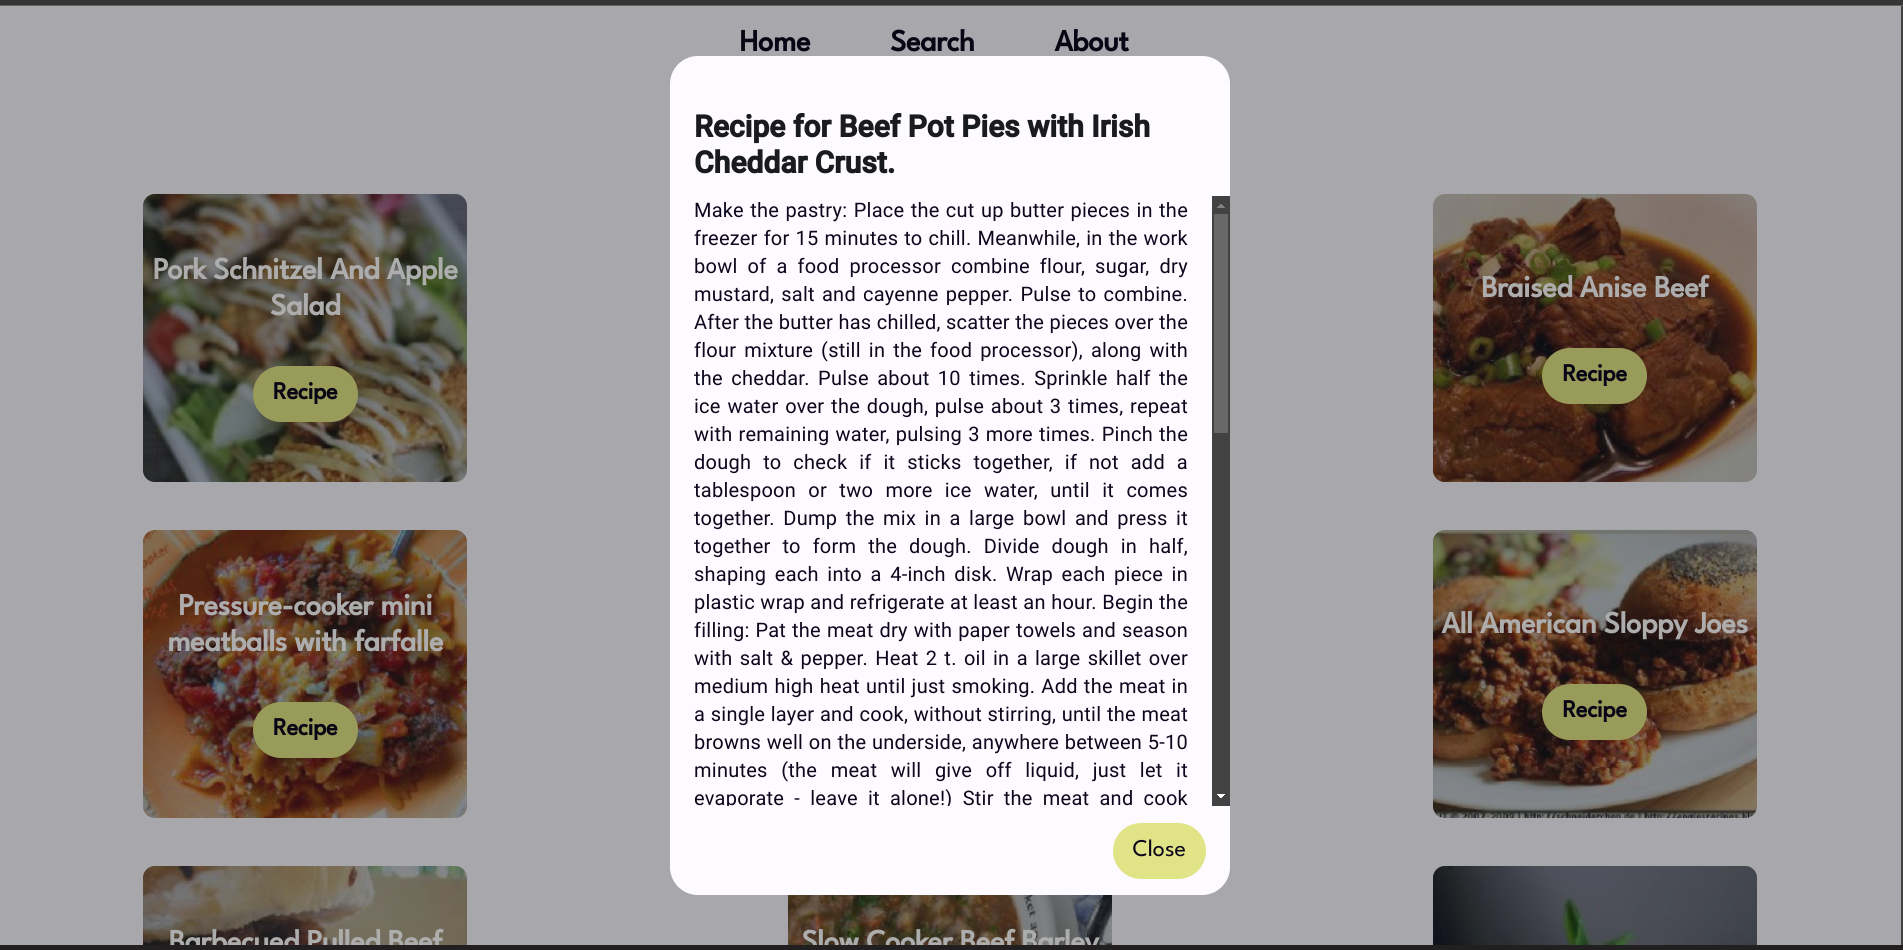 Home Search About
Recipe for Beef Pot Pies with Irish
Cheddar Crust.
Make the pastry: Place the cut up butter pieces in the
freezer for 15 minutes to chill. Meanwhile, in the work
bowl of a food processor combine flour, sugar, dry
mustard, salt and cayenne pepper. Pulse to combine.
After the butter has chilled, scatter the pieces over the
flour mixture (still in the food processor), along with
the cheddar. Pulse about 10 times. Sprinkle half the
ice water over the dough, pulse about 3 times, repeat
with remaining water, pulsing 3 more times. Pinch the
dough to check if it sticks together, if not add a
tablespoon or two more ice water, until it comes
together. Dump the mix in a large bowl and press it
together to form the dough. Divide dough in half,
shaping each into a 4-inch disk. Wrap each piece in
plastic wrap and refrigerate at least an hour. Begin the
filling: Pat the meat dry with paper towels and season
with salt & pepper. Heat 2 t. oil in a large skillet over
medium high heat until just smoking. Add the meat in
a single layer and cook, without stirring, until the meat
browns well on the underside, anywhere between 5-10
minutes (the meat will give off liquid, just let it
evaporate - leave it alone!) Stir the meat and cook
Close
Pork Schnitzel And Apple
Salad
Recipe
Braised Anise Beef
Recipe
Pressure-cooker mini
meatballs with farfalle
Recipe
All American Sloppy Joes
Recipe
Barbecued Pulled Beef
Slow Cooker Beef Barley